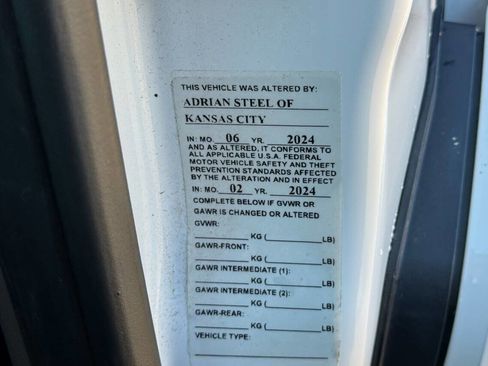 THIS VEHICLE WAS ALTERED BY:
ADRIAN STEEL OF
KANSAS CITY
IN: MO. 06 YR. 2024
AND AS ALTERED, IT CONFORMS TO
ALL APPLICABLE U.S.A. FEDERAL
MOTOR VEHICLE SAFETY AND THEFT
PREVENTION STANDARDS AFFECTED
BY THE ALTERATION AND IN EFFECT
IN: MO. 02 YR. 2024
COMPLETE BELOW IF GVWR OR
GAWR IS CHANGED OR ALTERED
GVWR:
KG ( LB)
GAWR-FRONT:
KG ( LB)
GAWR INTERMEDIATE (1):
KG ( LB)
GAWR INTERMEDIATE (2):
KG ( LB)
GAWR-REAR:
KG ( LB)
VEHICLE TYPE: